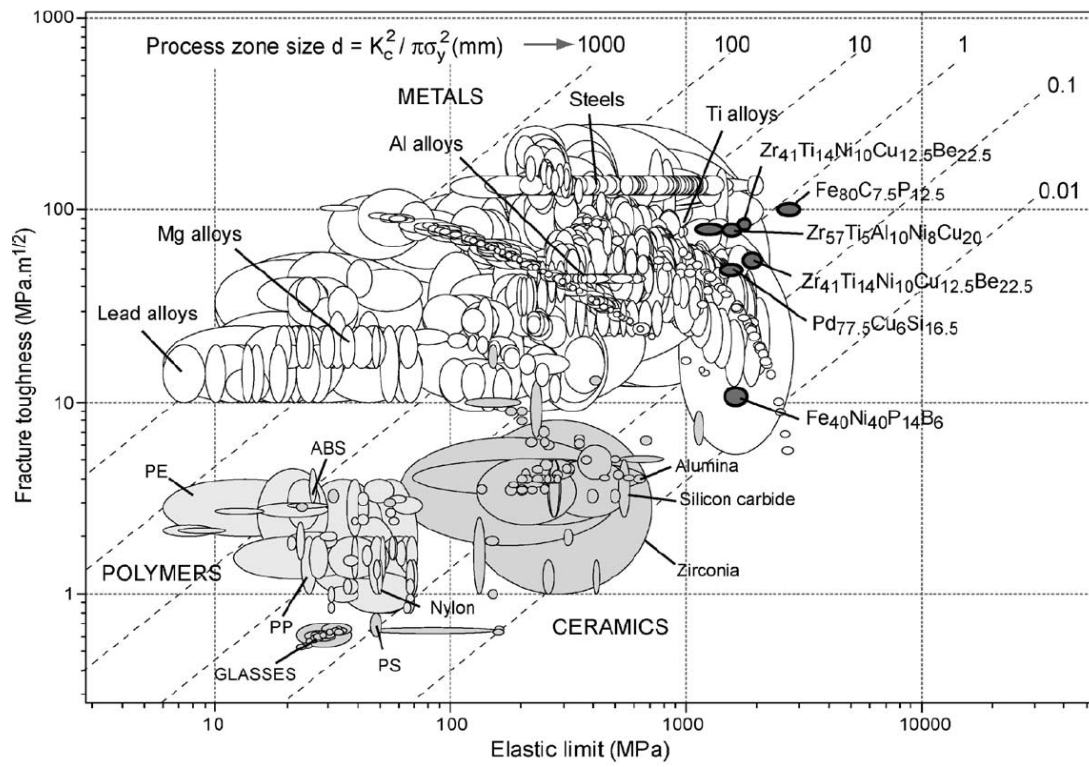 Process zone size d = K_c^2 / πσ_y^2 (mm) → 1000 100 10 1
0.1
0.01
1000
100
10
1
Fracture toughness (MPa.m^1/2)
METALS
Steels
Ti alloys
Al alloys
Zr41Ti14Ni10Cu12.5Be22.5
Fe80C7.5P12.5
Zr57Ti5Al10Ni8Cu20
Mg alloys
Zr41Ti14Ni10Cu12.5Be22.5
Lead alloys
Pd77.5Cu6Si16.5
Fe40Ni40P14B6
ABS
PE
Alumina
Silicon carbide
POLYMERS
Zirconia
Nylon
PP
CERAMICS
PS
GLASSES
10 100 1000 10000
Elastic limit (MPa)